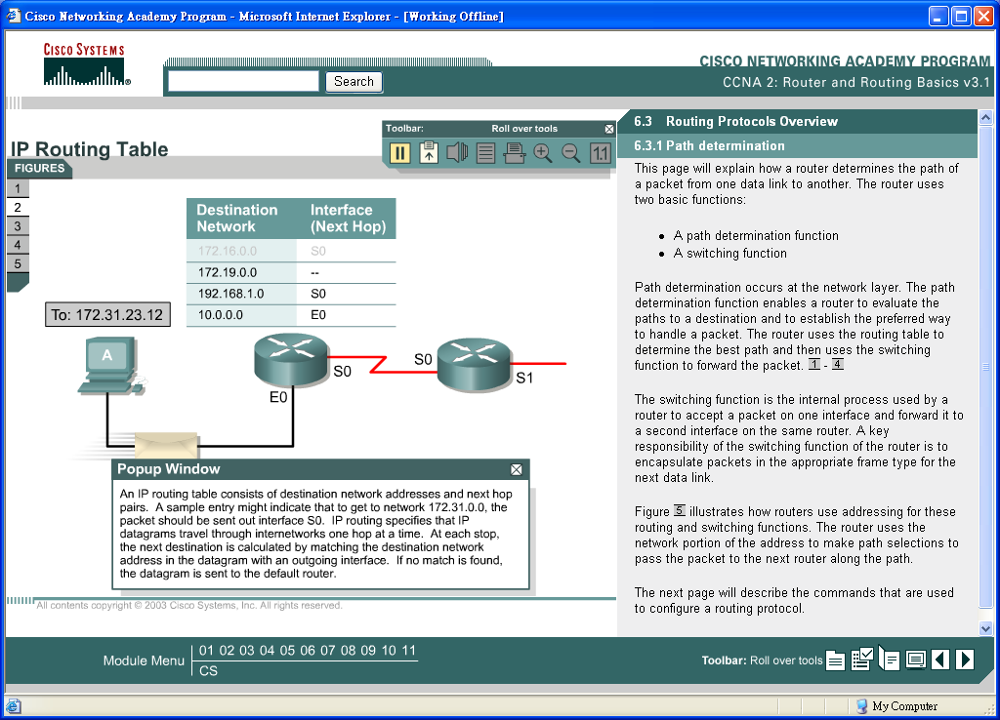 Cisco Networking Academy Program - Microsoft Internet Explorer - [Working Offline]
CISCO SYSTEMS
®
Search
CISCO NETWORKING ACADEMY PROGRAM
CCNA 2: Router and Routing Basics v3.1
IP Routing Table
Toolbar: Roll over tools
1:1
FIGURES
1
2
3
4
5
Destination Network
Interface (Next Hop)
172.16.0.0 S0
172.19.0.0 --
192.168.1.0 S0
10.0.0.0 E0
To: 172.31.23.12
A
S0
E0
S0
S1
Popup Window
An IP routing table consists of destination network addresses and next hop
pairs. A sample entry might indicate that to get to network 172.31.0.0, the
packet should be sent out interface S0. IP routing specifies that IP
datagrams travel through internetworks one hop at a time. At each stop,
the next destination is calculated by matching the destination network
address in the datagram with an outgoing interface. If no match is found,
the datagram is sent to the default router.
All contents copyright © 2003 Cisco Systems, Inc. All rights reserved.
6.3 Routing Protocols Overview
6.3.1 Path determination
This page will explain how a router determines the path of
a packet from one data link to another. The router uses
two basic functions:
• A path determination function
• A switching function
Path determination occurs at the network layer. The path
determination function enables a router to evaluate the
paths to a destination and to establish the preferred way
to handle a packet. The router uses the routing table to
determine the best path and then uses the switching
function to forward the packet. 1 - 4
The switching function is the internal process used by a
router to accept a packet on one interface and forward it to
a second interface on the same router. A key
responsibility of the switching function of the router is to
encapsulate packets in the appropriate frame type for the
next data link.
Figure 5 illustrates how routers use addressing for these
routing and switching functions. The router uses the
network portion of the address to make path selections to
pass the packet to the next router along the path.
The next page will describe the commands that are used
to configure a routing protocol.
Module Menu
01 02 03 04 05 06 07 08 09 10 11
CS
Toolbar: Roll over tools
My Computer